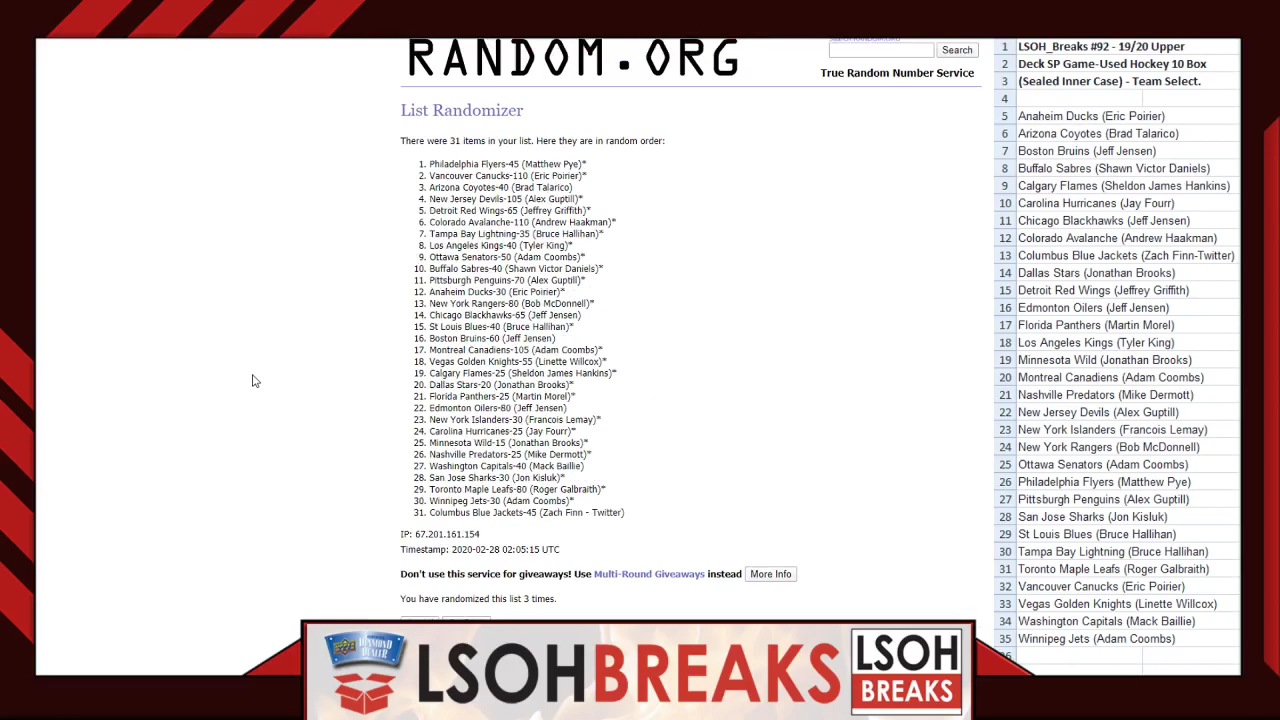 RANDOM.ORG
Search
True Random Number Service
List Randomizer
There were 31 items in your list. Here they are in random order:
1. Philadelphia Flyers-45 (Matthew Pye)*
2. Vancouver Canucks-110 (Eric Poirier)*
3. Arizona Coyotes-40 (Brad Talarico)
4. New Jersey Devils-105 (Alex Guptill)*
5. Detroit Red Wings-65 (Jeffrey Griffith)*
6. Colorado Avalanche-110 (Andrew Haakman)*
7. Tampa Bay Lightning-35 (Bruce Hallihan)*
8. Los Angeles Kings-40 (Tyler King)*
9. Ottawa Senators-50 (Adam Coombs)*
10. Buffalo Sabres-40 (Shawn Victor Daniels)*
11. Pittsburgh Penguins-70 (Alex Guptill)*
12. Anaheim Ducks-30 (Eric Poirier)*
13. New York Rangers-80 (Bob McDonnell)*
14. Chicago Blackhawks-65 (Jeff Jensen)
15. St Louis Blues-40 (Bruce Hallihan)*
16. Boston Bruins-60 (Jeff Jensen)
17. Montreal Canadiens-105 (Adam Coombs)*
18. Vegas Golden Knights-55 (Linette Willcox)*
19. Calgary Flames-25 (Sheldon James Hankins)*
20. Dallas Stars-20 (Jonathan Brooks)*
21. Florida Panthers-25 (Martin Morel)*
22. Edmonton Oilers-80 (Jeff Jensen)
23. New York Islanders-30 (Francois Lemay)*
24. Carolina Hurricanes-25 (Jay Fourr)*
25. Minnesota Wild-15 (Jonathan Brooks)*
26. Nashville Predators-25 (Mike Dermott)*
27. Washington Capitals-40 (Mack Baillie)
28. San Jose Sharks-30 (Jon Kisluk)*
29. Toronto Maple Leafs-80 (Roger Galbraith)*
30. Winnipeg Jets-30 (Adam Coombs)*
31. Columbus Blue Jackets-45 (Zach Finn - Twitter)
IP: 67.201.161.154
Timestamp: 2020-02-28 02:05:15 UTC
Don't use this service for giveaways! Use Multi-Round Giveaways instead More Info
You have randomized this list 3 times.
1 LSOH_Breaks #92 - 19/20 Upper
2 Deck SP Game-Used Hockey 10 Box
3 (Sealed Inner Case) - Team Select.
4
5 Anaheim Ducks (Eric Poirier)
6 Arizona Coyotes (Brad Talarico)
7 Boston Bruins (Jeff Jensen)
8 Buffalo Sabres (Shawn Victor Daniels)
9 Calgary Flames (Sheldon James Hankins)
10 Carolina Hurricanes (Jay Fourr)
11 Chicago Blackhawks (Jeff Jensen)
12 Colorado Avalanche (Andrew Haakman)
13 Columbus Blue Jackets (Zach Finn-Twitter)
14 Dallas Stars (Jonathan Brooks)
15 Detroit Red Wings (Jeffrey Griffith)
16 Edmonton Oilers (Jeff Jensen)
17 Florida Panthers (Martin Morel)
18 Los Angeles Kings (Tyler King)
19 Minnesota Wild (Jonathan Brooks)
20 Montreal Canadiens (Adam Coombs)
21 Nashville Predators (Mike Dermott)
22 New Jersey Devils (Alex Guptill)
23 New York Islanders (Francois Lemay)
24 New York Rangers (Bob McDonnell)
25 Ottawa Senators (Adam Coombs)
26 Philadelphia Flyers (Matthew Pye)
27 Pittsburgh Penguins (Alex Guptill)
28 San Jose Sharks (Jon Kisluk)
29 St Louis Blues (Bruce Hallihan)
30 Tampa Bay Lightning (Bruce Hallihan)
31 Toronto Maple Leafs (Roger Galbraith)
32 Vancouver Canucks (Eric Poirier)
33 Vegas Golden Knights (Linette Willcox)
34 Washington Capitals (Mack Baillie)
35 Winnipeg Jets (Adam Coombs)
DIAMOND
DEALER
LSOHBREAKS
LSOH
BREAKS